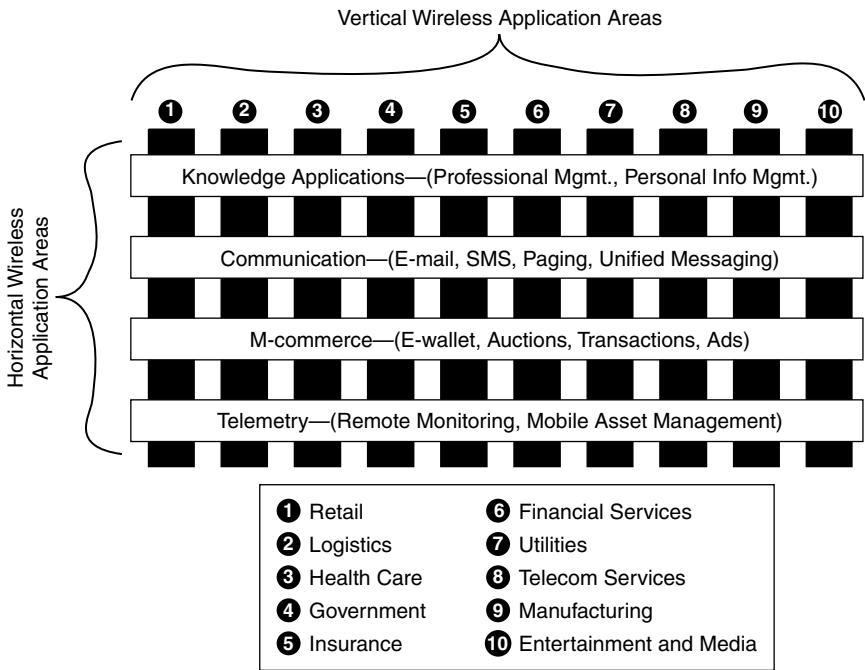 Vertical Wireless Application Areas
1 2 3 4 5 6 7 8 9 10
Horizontal Wireless
Application Areas
Knowledge Applications—(Professional Mgmt., Personal Info Mgmt.)
Communication—(E-mail, SMS, Paging, Unified Messaging)
M-commerce—(E-wallet, Auctions, Transactions, Ads)
Telemetry—(Remote Monitoring, Mobile Asset Management)
1 Retail
2 Logistics
3 Health Care
4 Government
5 Insurance
6 Financial Services
7 Utilities
8 Telecom Services
9 Manufacturing
10 Entertainment and Media